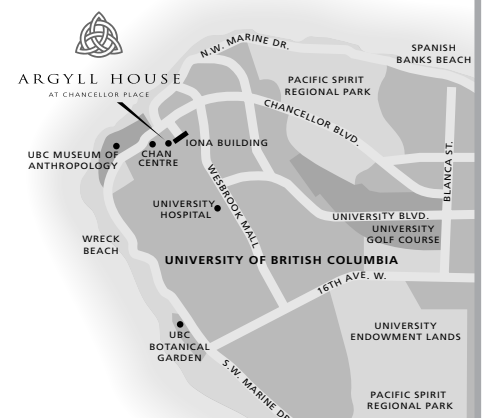 N.W. MARINE DR.
SPANISH
BANKS BEACH
ARGYLL HOUSE
AT CHANCELLOR PLACE
PACIFIC SPIRIT
REGIONAL PARK
CHANCELLOR BLVD.
IONA BUILDING
UBC MUSEUM OF
ANTHROPOLOGY
CHAN
CENTRE
BLANCA ST.
WESBROOK MALL
UNIVERSITY
HOSPITAL
UNIVERSITY BLVD.
UNIVERSITY
GOLF COURSE
WRECK
BEACH
UNIVERSITY OF BRITISH COLUMBIA
16TH AVE. W.
UBC
BOTANICAL
GARDEN
UNIVERSITY
ENDOWMENT LANDS
S.W. MARINE DR.
PACIFIC SPIRIT
REGIONAL PARK